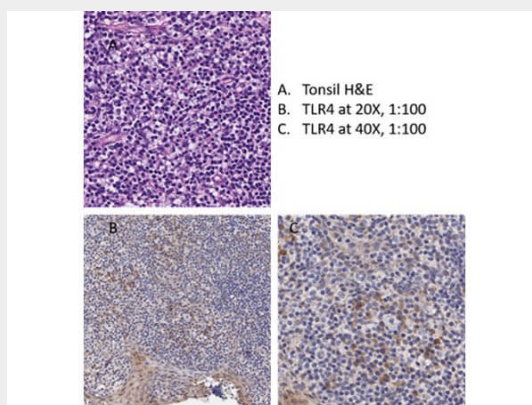 A
A. Tonsil H&E
B. TLR4 at 20X, 1:100
C. TLR4 at 40X, 1:100
B
C